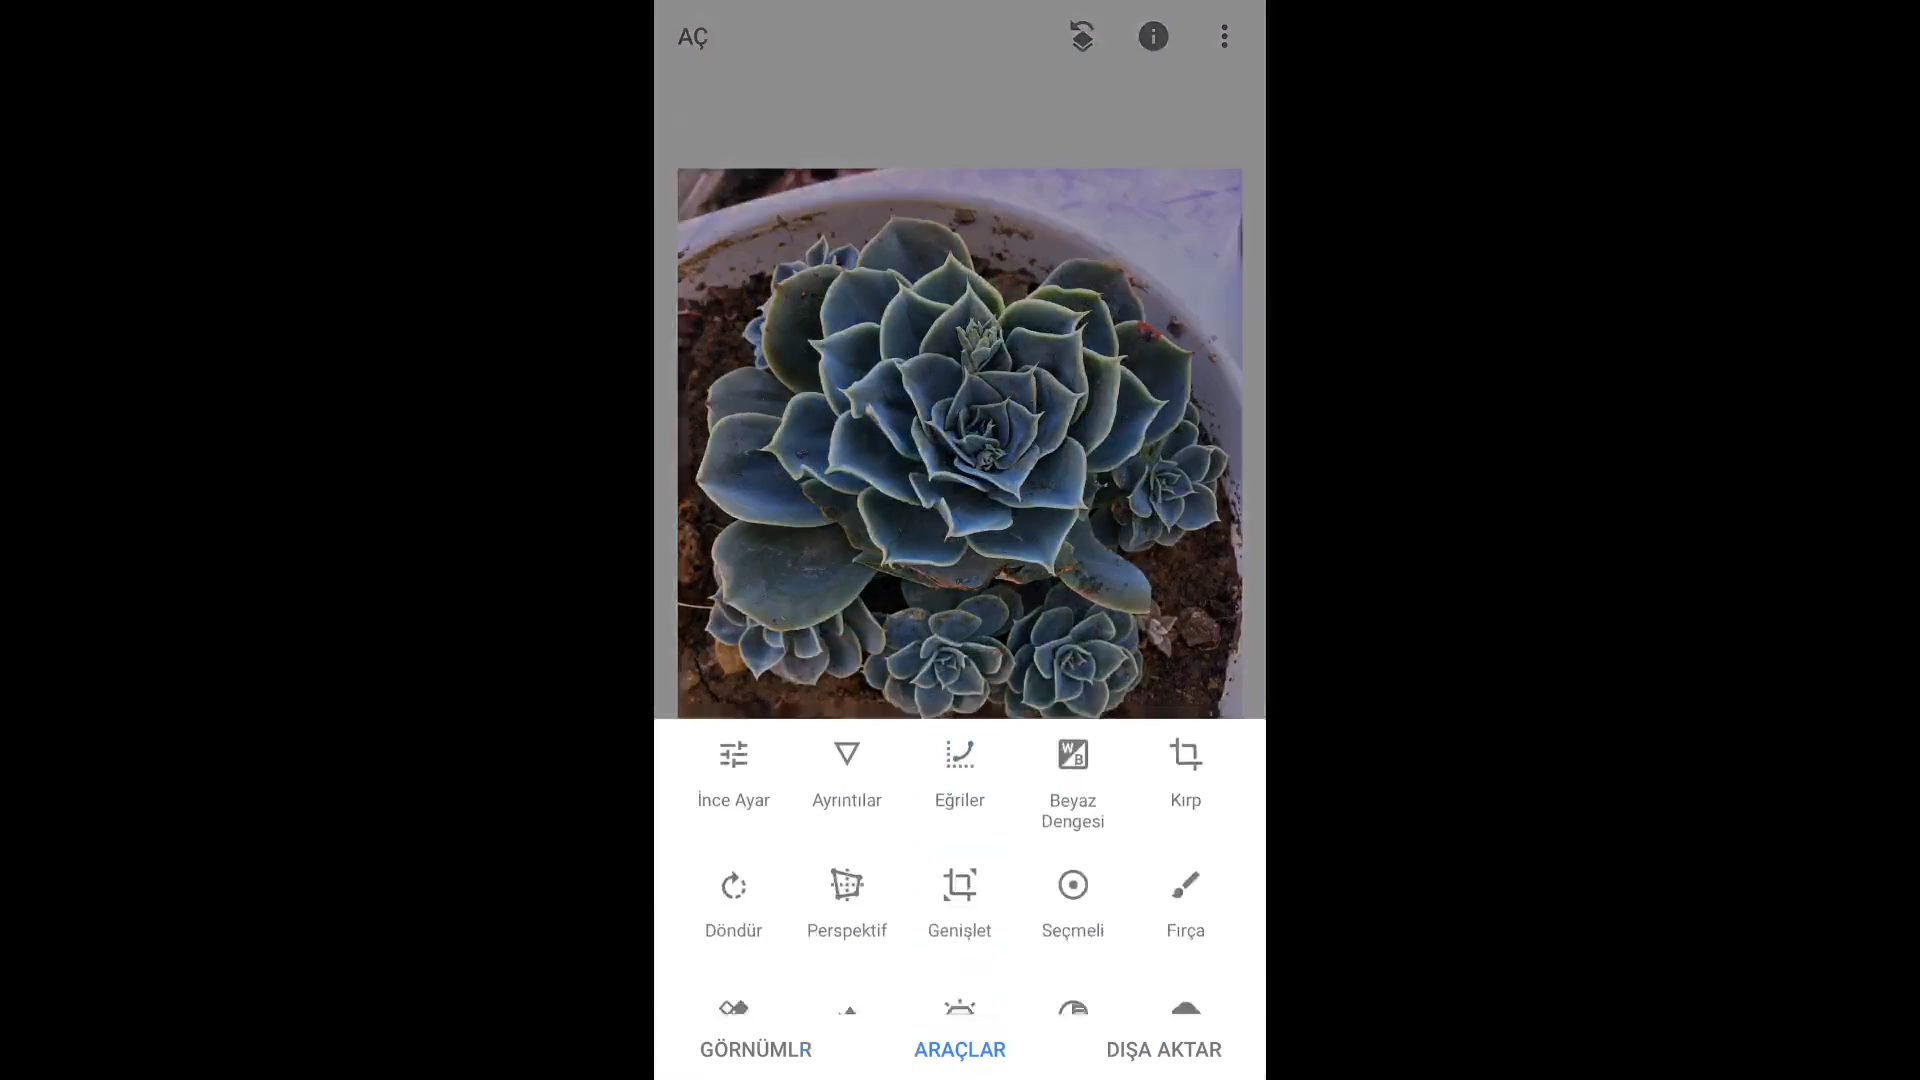 AÇ
İnce Ayar
Ayrıntılar
Eğriler
Beyaz
Dengesi
Kırp
Döndür
Perspektif
Genişlet
Seçmeli
Fırça
GÖRNÜMLR
ARAÇLAR
DIŞA AKTAR